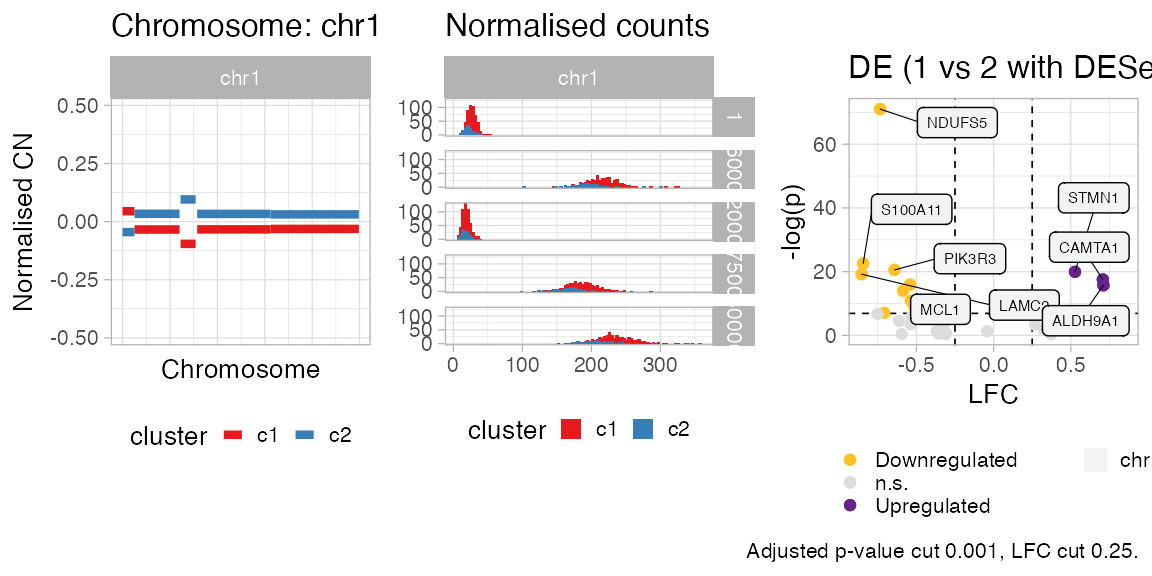 Chromosome: chr1
chr1
0.50
0.25
0.00
-0.25
-0.50
Normalised CN
Chromosome
cluster c1 c2
Normalised counts
chr1
100
50
0
1
100
50
0
100
50
0
100
50
0
100
50
0
0 100 200 300
cluster c1 c2
DE (1 vs 2 with DESe
60
40
20
0
-log(p)
NDUFS5
S100A11
STMN1
CAMTA1
PIK3R3
MCL1
ALDH9A1
-0.5 0.0 0.5
LFC
Downregulated
n.s.
Upregulated
chr
Adjusted p-value cut 0.001, LFC cut 0.25.